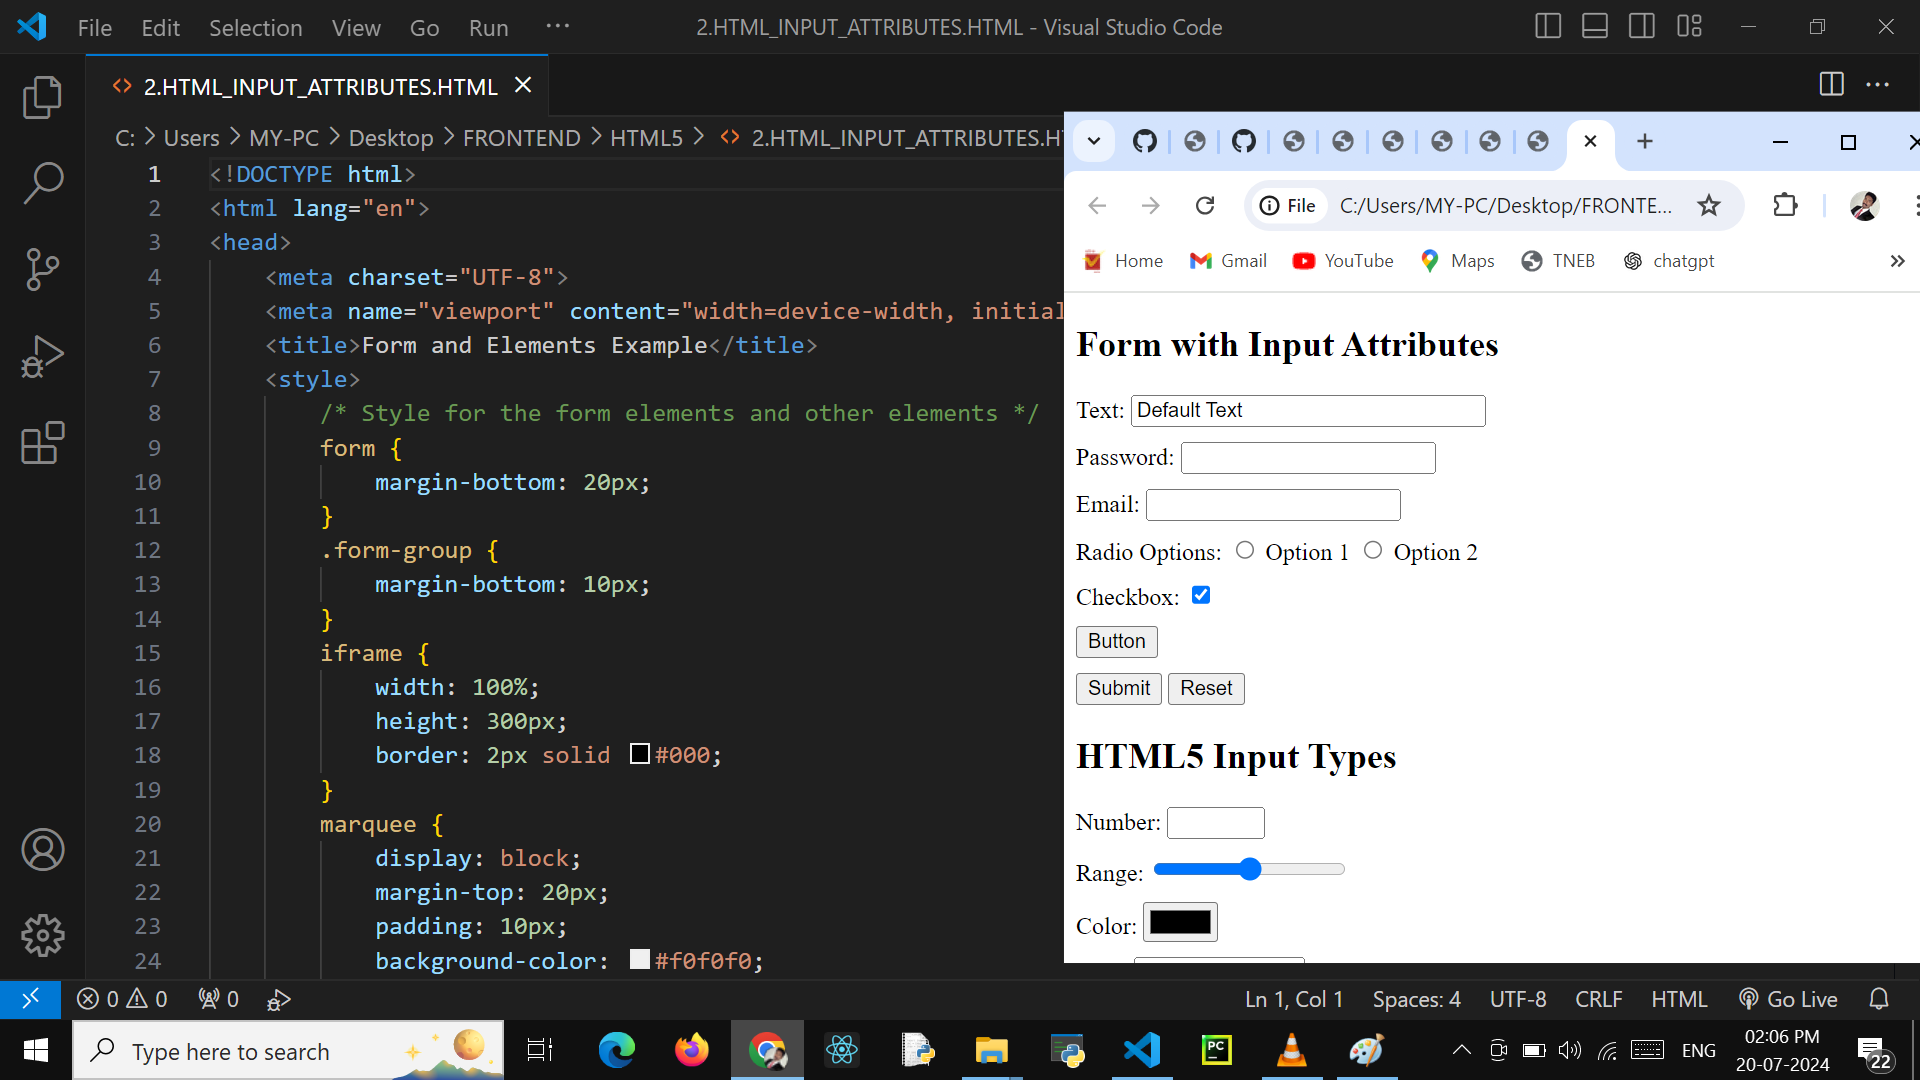 File Edit Selection View Go Run ··· 2.HTML_INPUT_ATTRIBUTES.HTML - Visual Studio Code
2.HTML_INPUT_ATTRIBUTES.HTML
C: > Users > MY-PC > Desktop > FRONTEND > HTML5 > 2.HTML_INPUT_ATTRIBUTES.HT
1 <!DOCTYPE html>
2 <html lang="en">
3 <head>
4 <meta charset="UTF-8">
5 <meta name="viewport" content="width=device-width, initial
6 <title>Form and Elements Example</title>
7 <style>
8 /* Style for the form elements and other elements */
9 form {
10 margin-bottom: 20px;
11 }
12 .form-group {
13 margin-bottom: 10px;
14 }
15 iframe {
16 width: 100%;
17 height: 300px;
18 border: 2px solid #000;
19 }
20 marquee {
21 display: block;
22 margin-top: 20px;
23 padding: 10px;
24 background-color: #f0f0f0;
File C:/Users/MY-PC/Desktop/FRONTE...
Home Gmail YouTube Maps TNEB chatgpt »
Form with Input Attributes
Text: Default Text
Password:
Email:
Radio Options: Option 1 Option 2
Checkbox:
Button
Submit Reset
HTML5 Input Types
Number:
Range:
Color:
0 0 0 Ln 1, Col 1 Spaces: 4 UTF-8 CRLF HTML Go Live
Type here to search
PC
ENG
02:06 PM
20-07-2024
22